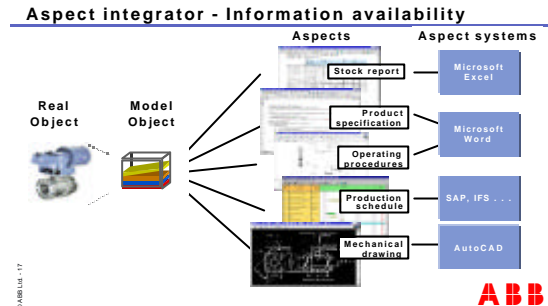 Aspect integrator - Information availability
Aspects
Aspect systems
Stock report
Microsoft
Excel
Real
Object
Model
Object
Product
specification
Microsoft
Word
Operating
procedures
Production
schedule
SAP, IFS . . .
Mechanical
drawing
AutoCAD
© ABB Ltd. - 17
ABB